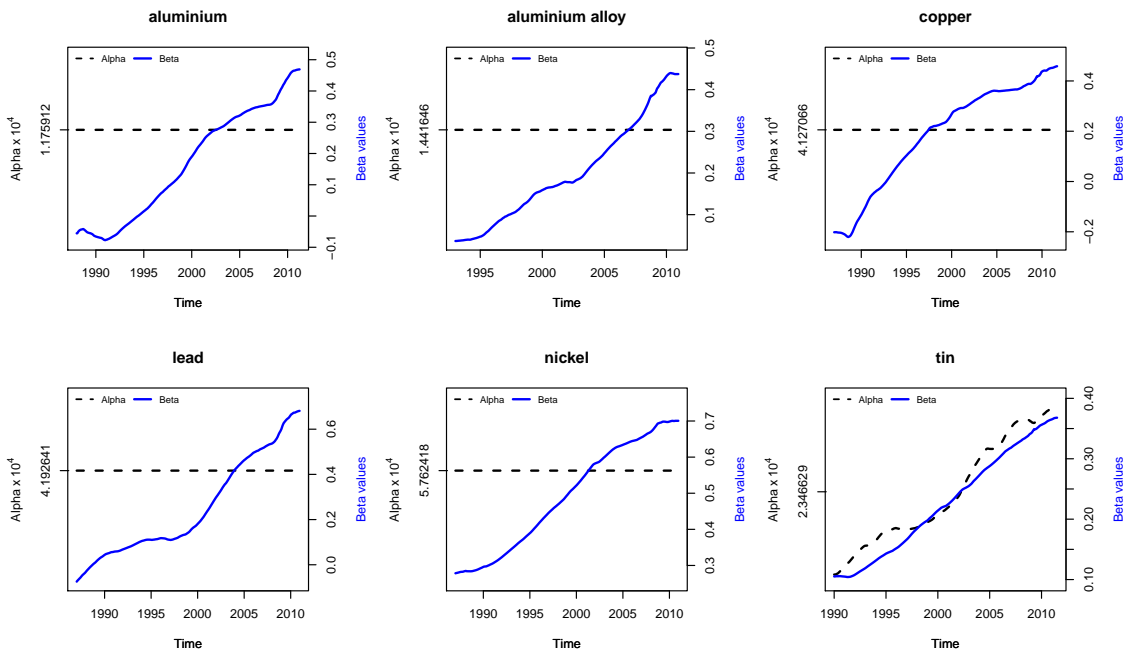 aluminium
Alpha Beta
Alpha x 10^4
1.175912
−0.1 0.1 0.2 0.3 0.4 0.5
Beta values
1990 1995 2000 2005 2010
Time
aluminium alloy
Alpha Beta
Alpha x 10^4
1.441646
0.1 0.2 0.3 0.4 0.5
Beta values
1995 2000 2005 2010
Time
copper
Alpha Beta
Alpha x 10^4
4.127066
−0.2 0.0 0.2 0.4
Beta values
1990 1995 2000 2005 2010
Time
lead
Alpha Beta
Alpha x 10^4
4.192641
0.0 0.2 0.4 0.6
Beta values
1990 1995 2000 2005 2010
Time
nickel
Alpha Beta
Alpha x 10^4
5.762418
0.3 0.4 0.5 0.6 0.7
Beta values
1990 1995 2000 2005 2010
Time
tin
Alpha Beta
Alpha x 10^4
2.346629
0.10 0.20 0.30 0.40
Beta values
1990 1995 2000 2005 2010
Time